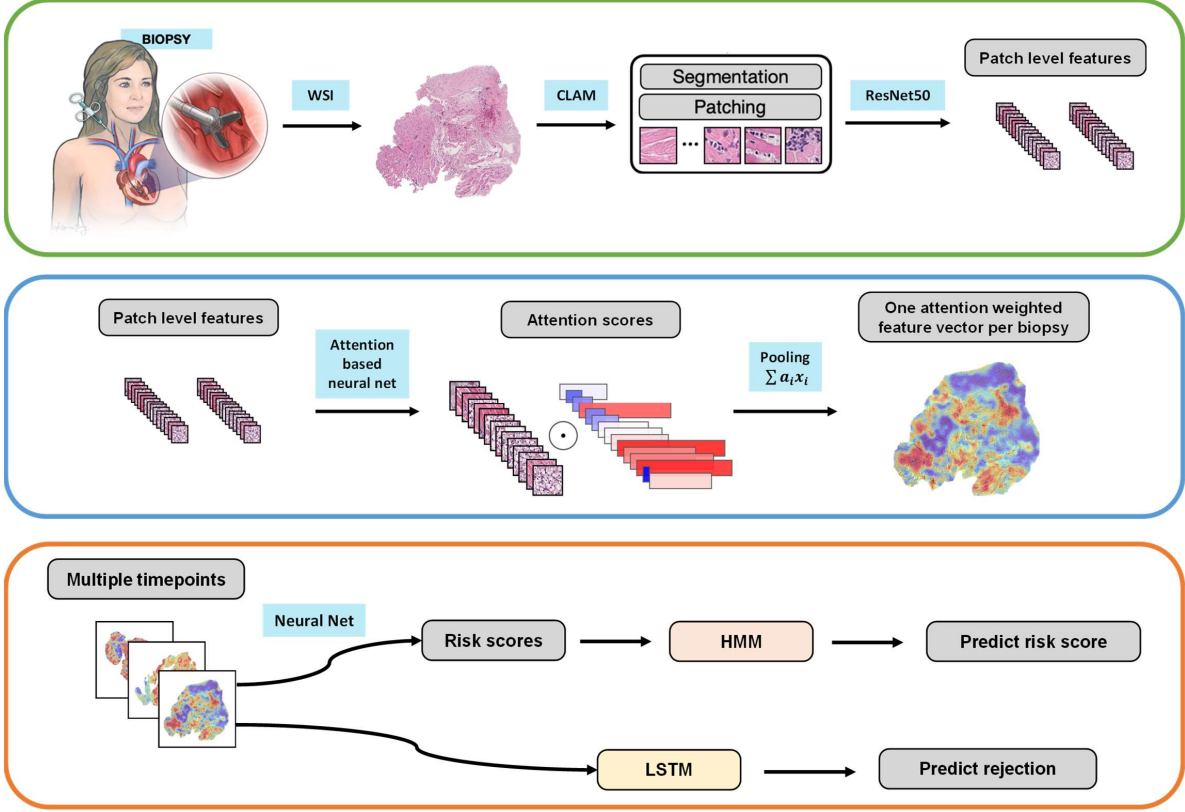 BIOPSY
WSI
CLAM
Segmentation
Patching
...
ResNet50
Patch level features
Patch level features
Attention
based
neural net
Attention scores
Pooling
∑ aᵢxᵢ
One attention weighted
feature vector per biopsy
Multiple timepoints
Neural Net
Risk scores
HMM
Predict risk score
LSTM
Predict rejection